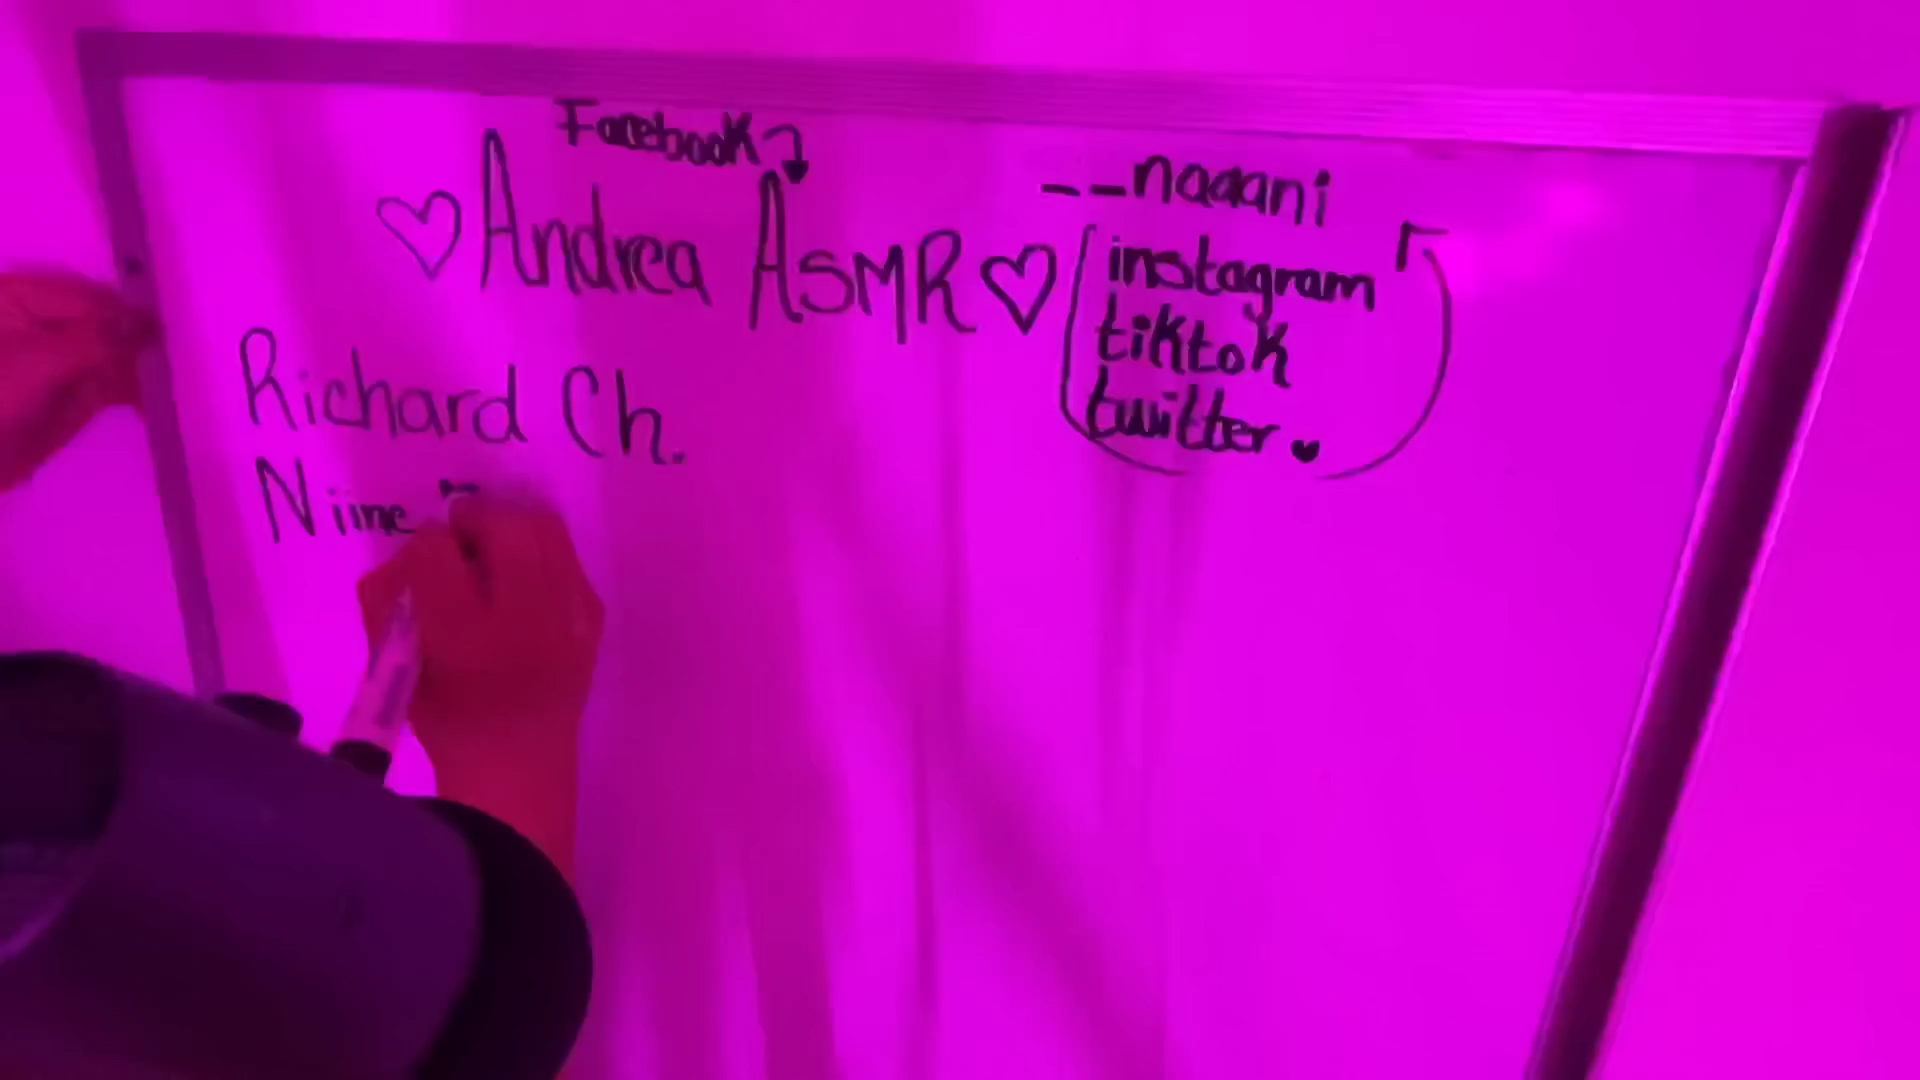 Facebook
♡ Andrea ASMR ♡
__naaani
instagram
tiktok
twitter
Richard Ch.
Niine